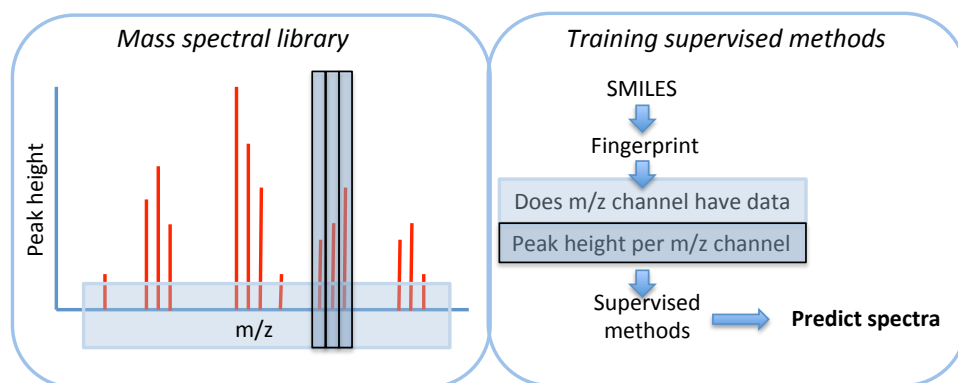 Mass spectral library
Peak height
m/z
Training supervised methods
SMILES
Fingerprint
Does m/z channel have data
Peak height per m/z channel
Supervised
methods
Predict spectra